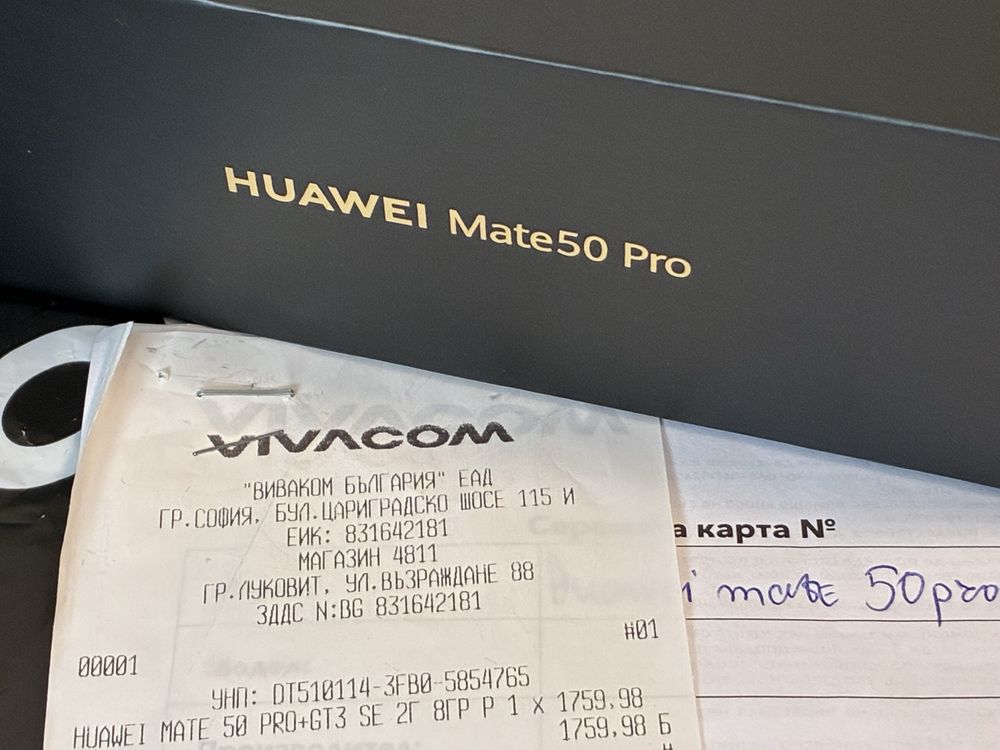 HUAWEI Mate50 Pro
VIVACOM
"ВИВАКОМ БЪЛГАРИЯ" ЕАД
ГР.СОФИЯ, БУЛ.ЦАРИГРАДСКО ШОСЕ 115 И
ЕИК: 831642181
МАГАЗИН 4811
ГР.ЛУКОВИТ, УЛ.ВЪЗРАЖДАНЕ 88
ЗДДС N:BG 831642181
#01
00001
УНП: DT510114-3FB0-5854765
1 x 1759,98
HUAWEI MATE 50 PRO+GT3 SE 2Г 8ГР Р 1759,98 Б
а карта №
i mate 50pro